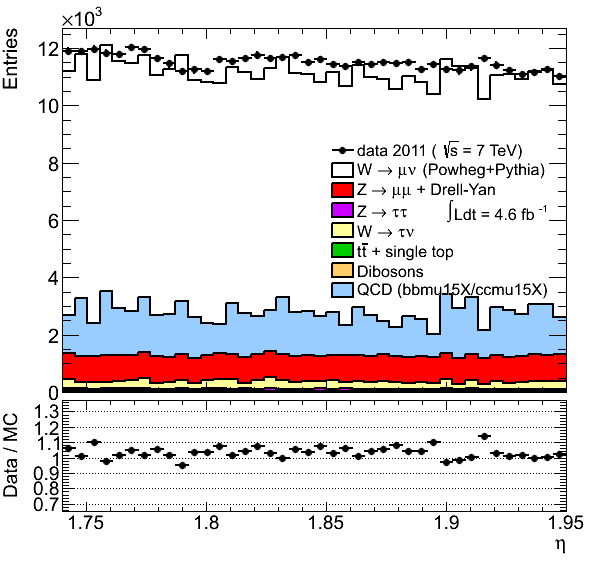 ×10³
Entries
12
10
8
6
4
2
0
data 2011 ( √s = 7 TeV)
W → μν (Powheg+Pythia)
Z → μμ + Drell-Yan
Z → ττ
∫Ldt = 4.6 fb⁻¹
W → τν
tt̄ + single top
Dibosons
QCD (bbmu15X/ccmu15X)
Data / MC
1.3
1.2
1.1
1
0.9
0.8
0.7
1.75
1.8
1.85
1.9
1.95
η